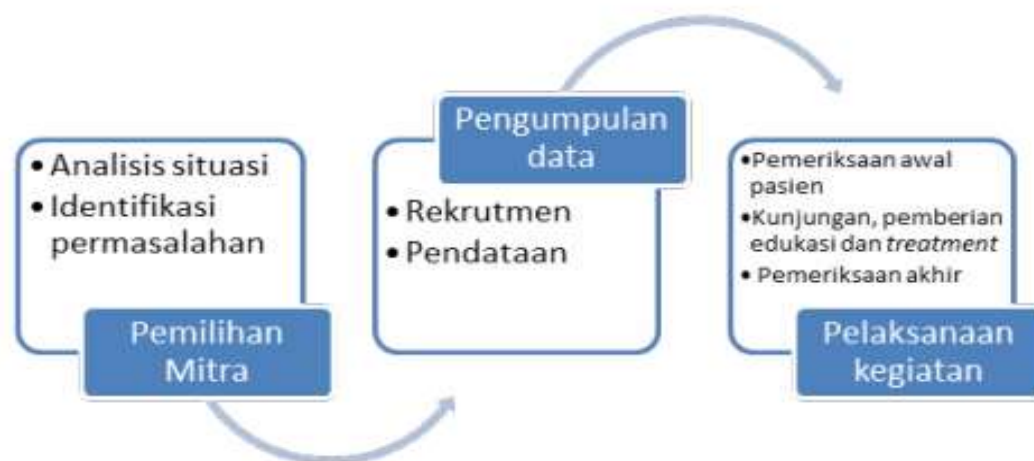 • Analisis situasi
• Identifikasi
permasalahan
Pemilihan
Mitra
Pengumpulan
data
• Rekrutmen
• Pendataan
•Pemeriksaan awal
pasien
•Kunjungan, pemberian
edukasi dan treatment
• Pemeriksaan akhir
Pelaksanaan
kegiatan